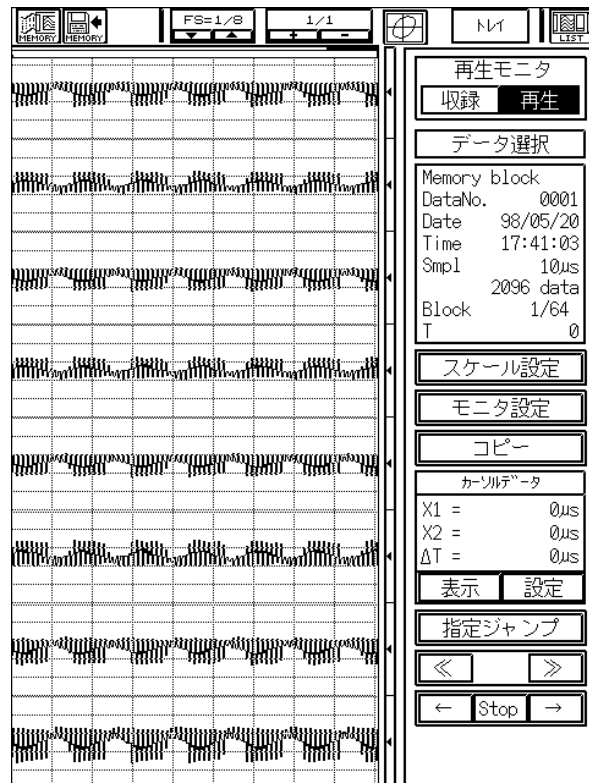 MEMORY
MEMORY
FS=1/8
1/1
+ -
トレイ
LIST
再生モニタ
収録 再生
データ選択
Memory block
DataNo. 0001
Date 98/05/20
Time 17:41:03
Smpl 10μs
2096 data
Block 1/64
T 0
スケール設定
モニタ設定
コピー
カーソルデータ
X1 = 0μs
X2 = 0μs
ΔT = 0μs
表示 設定
指定ジャンプ
≪ ≫
← Stop →